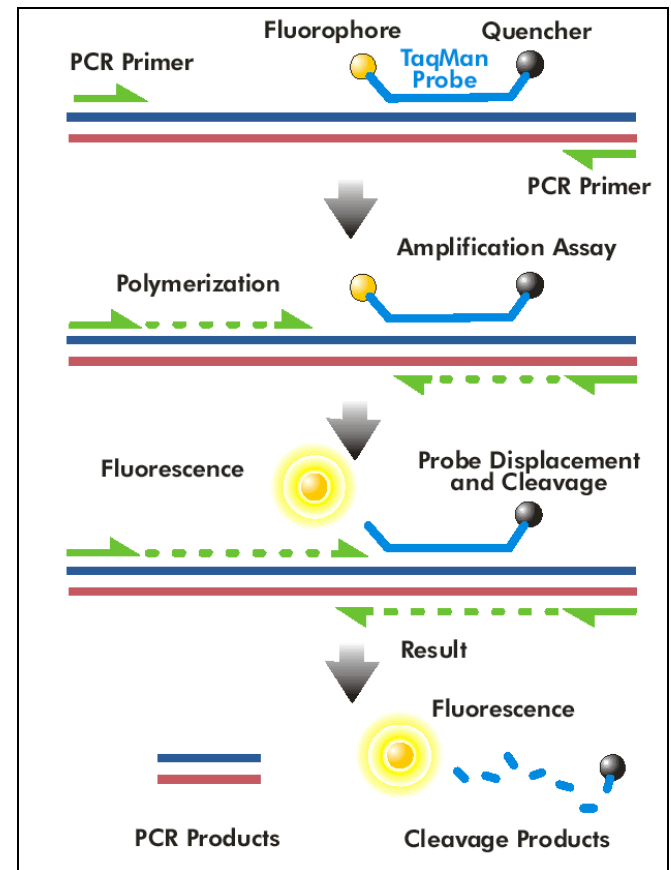 Fluorophore
Quencher
PCR Primer
TaqMan
Probe
PCR Primer
Amplification Assay
Polymerization
Fluorescence
Probe Displacement
and Cleavage
Result
Fluorescence
PCR Products
Cleavage Products